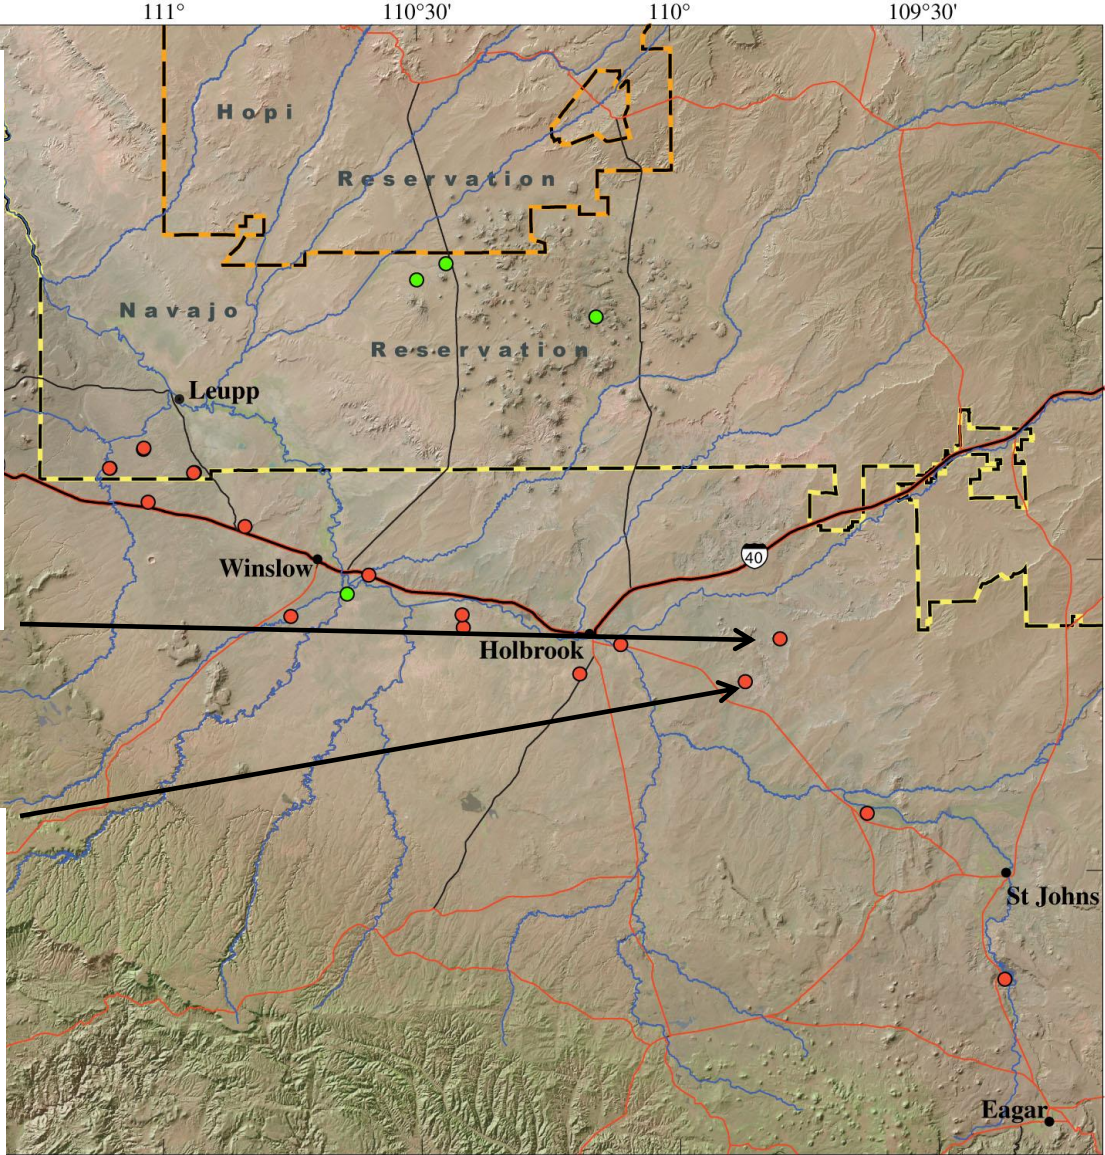 111° 110°30' 110° 109°30'
Hopi
Reservation
Navajo
Reservation
Leupp
Winslow
40
Holbrook
St Johns
Eagar